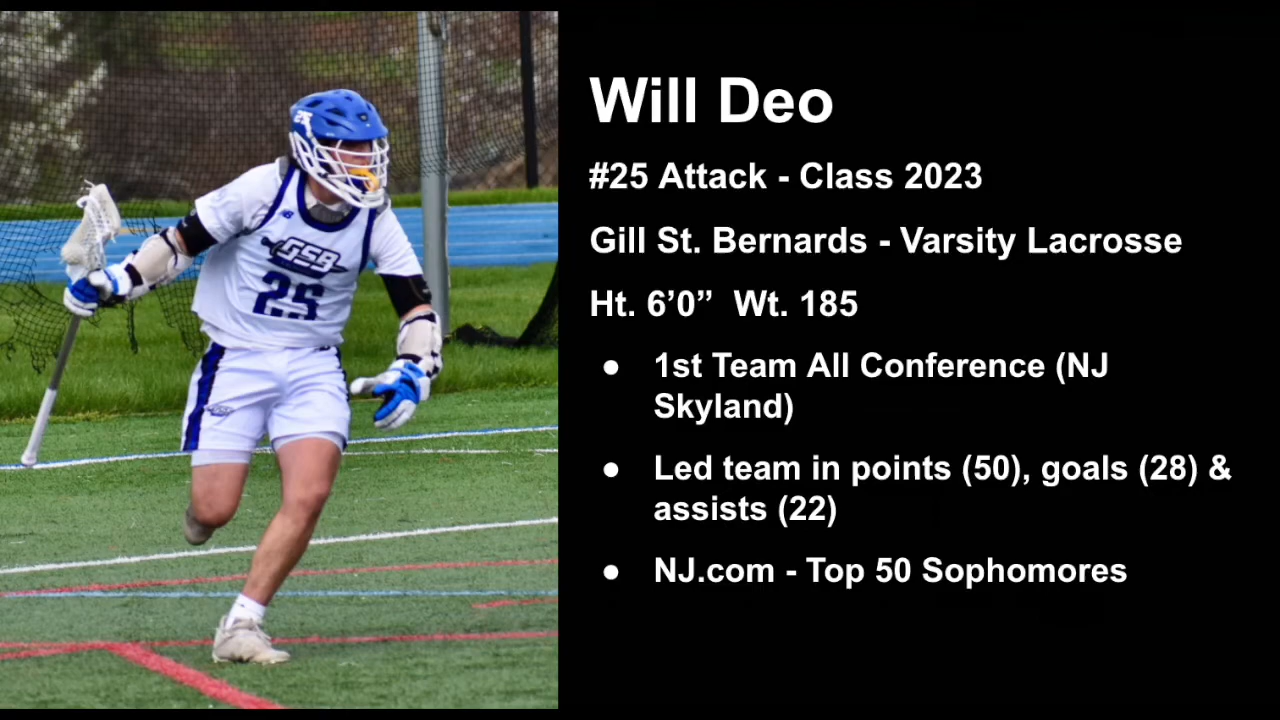 Will Deo
#25 Attack - Class 2023
Gill St. Bernards - Varsity Lacrosse
Ht. 6’0” Wt. 185
● 1st Team All Conference (NJ
Skyland)
● Led team in points (50), goals (28) &
assists (22)
● NJ.com - Top 50 Sophomores
25
GSB
25